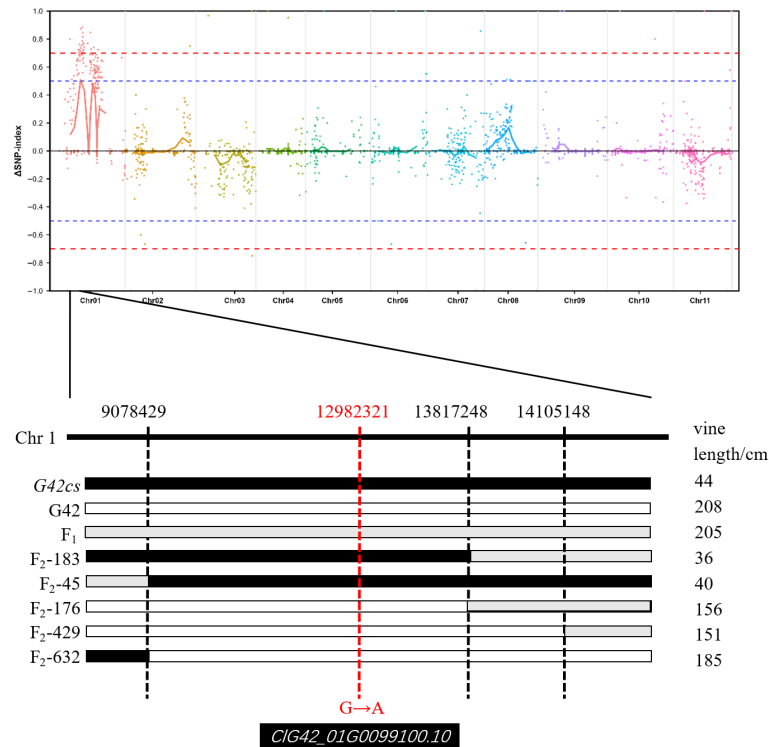 1.0
0.8
0.6
0.4
0.2
0.0
−0.2
−0.4
−0.6
−0.8
−1.0
ΔSNP-index
Chr01 Chr02 Chr03 Chr04 Chr05 Chr06 Chr07 Chr08 Chr09 Chr10 Chr11
9078429 12982321 13817248 14105148
vine
length/cm
Chr 1
G42cs 44
G42 208
F₁ 205
F₂-183 36
F₂-45 40
F₂-176 156
F₂-429 151
F₂-632 185
G→A
ClG42_01G0099100.10